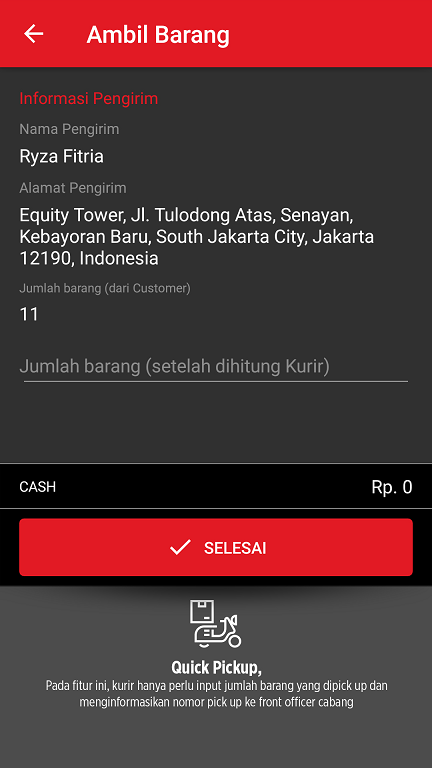 Ambil Barang
Informasi Pengirim
Nama Pengirim
Ryza Fitria
Alamat Pengirim
Equity Tower, Jl. Tulodong Atas, Senayan,
Kebayoran Baru, South Jakarta City, Jakarta
12190, Indonesia
Jumlah barang (dari Customer)
11
Jumlah barang (setelah dihitung Kurir)
CASH Rp. 0
SELESAI
Quick Pickup,
Pada fitur ini, kurir hanya perlu input jumlah barang yang dipick up dan
menginformasikan nomor pick up ke front officer cabang